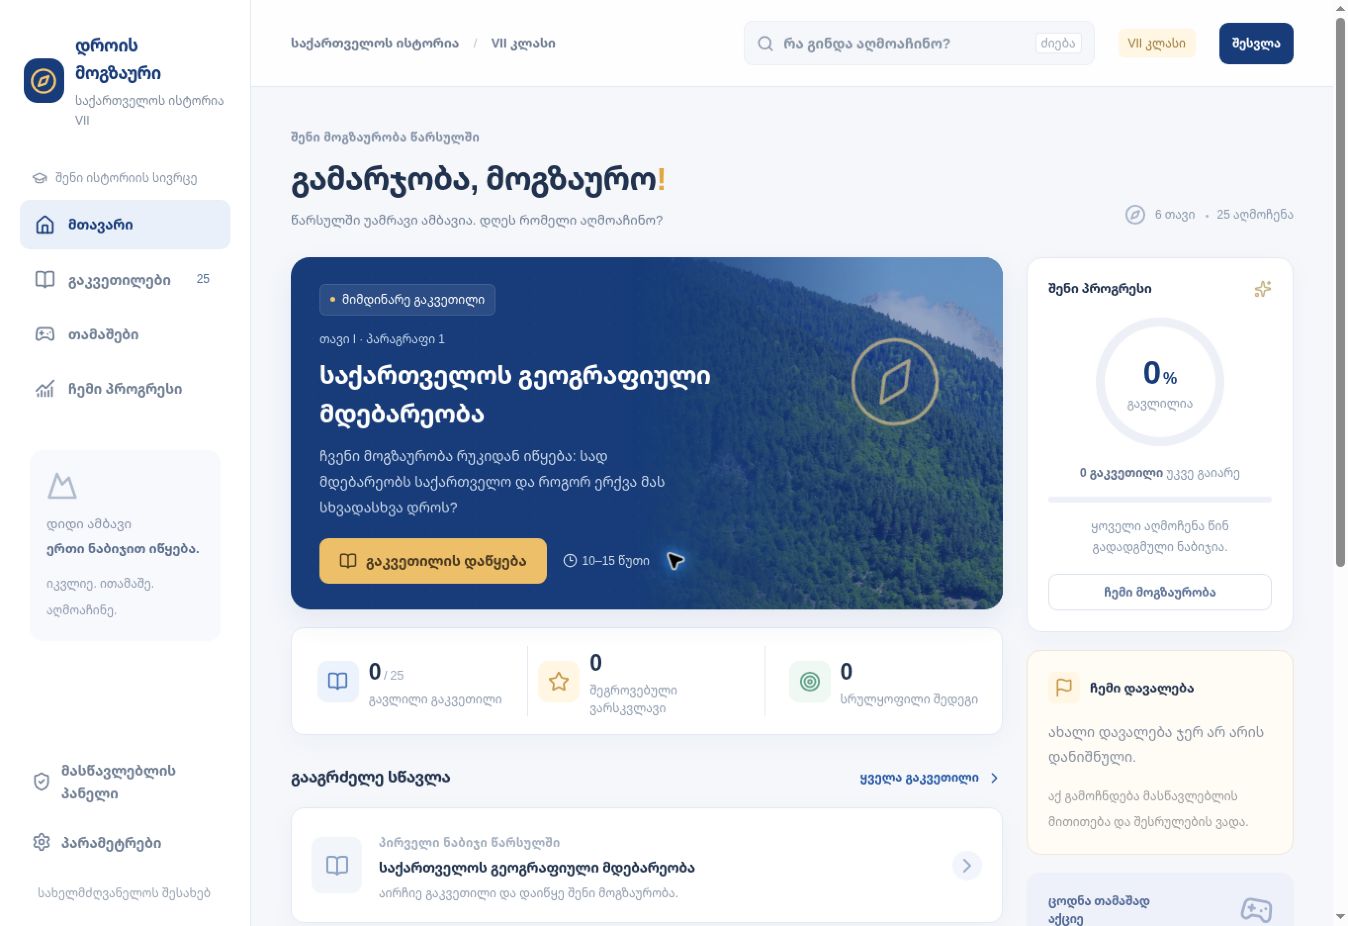 დროის
მოგზაური
საქართველოს ისტორია
VII
შენი ისტორიის სივრცე
მთავარი
გაკვეთილები 25
თამაშები
ჩემი პროგრესი
დიდი ამბავი
ერთი ნაბიჯით იწყება.
იკვლიე. ითამაშე.
აღმოაჩინე.
მასწავლებლის
პანელი
პარამეტრები
სახელმძღვანელოს შესახებ
საქართველოს ისტორია / VII კლასი
რა გინდა აღმოაჩინო? ძიება
VII კლასი
შესვლა
შენი მოგზაურობა წარსულში
გამარჯობა, მოგზაურო!
წარსულში უამრავი ამბავია. დღეს რომელი აღმოაჩინო?
6 თავი • 25 აღმოჩენა
მიმდინარე გაკვეთილი
თავი I · პარაგრაფი 1
საქართველოს გეოგრაფიული
მდებარეობა
ჩვენი მოგზაურობა რუკიდან იწყება: სად
მდებარეობს საქართველო და როგორ ერქვა მას
სხვადასხვა დროს?
გაკვეთილის დაწყება
10–15 წუთი
0 / 25
გავლილი გაკვეთილი
0
შეგროვებული
ვარსკვლავი
0
სრულყოფილი შედეგი
გააგრძელე სწავლა
ყველა გაკვეთილი
პირველი ნაბიჯი წარსულში
საქართველოს გეოგრაფიული მდებარეობა
აირჩიე გაკვეთილი და დაიწყე შენი მოგზაურობა.
შენი პროგრესი
0%
გავლილია
0 გაკვეთილი უკვე გაიარე
ყოველი აღმოჩენა წინ
გადადგმული ნაბიჯია.
ჩემი მოგზაურობა
ჩემი დავალება
ახალი დავალება ჯერ არ არის
დანიშნული.
აქ გამოჩნდება მასწავლებლის
მითითება და შესრულების ვადა.
ცოდნა თამაშად
აქციე